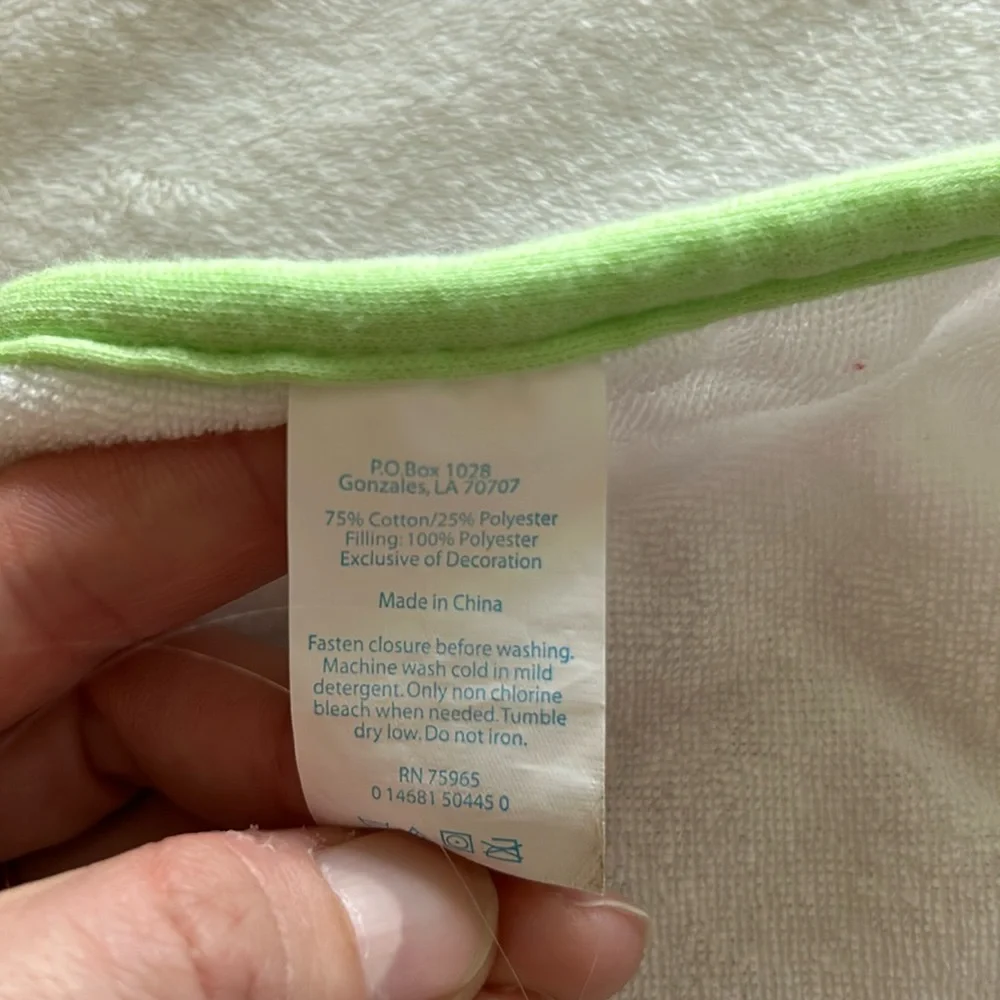 P.O.Box 1028
Gonzales, LA 70707
75% Cotton/25% Polyester
Filling: 100% Polyester
Exclusive of Decoration
Made in China
Fasten closure before washing.
Machine wash cold in mild
detergent. Only non chlorine
bleach when needed. Tumble
dry low. Do not iron.
RN 75965
0 14681 50445 0